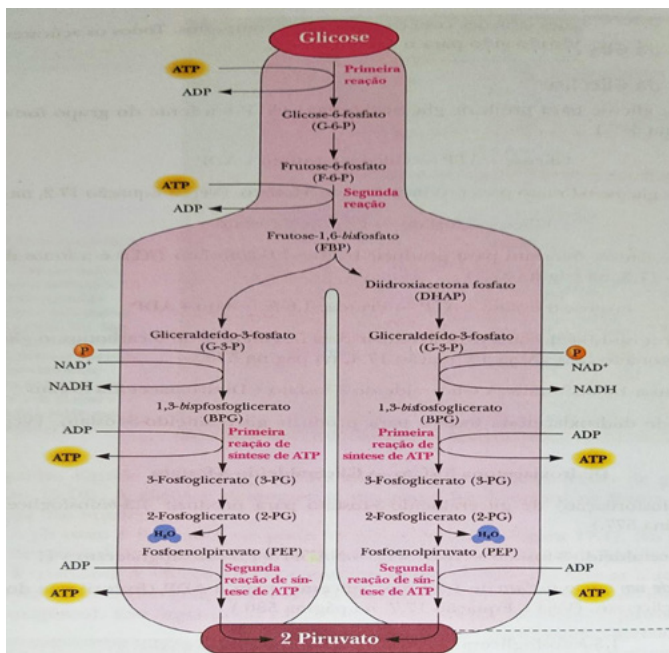 Glicose
ATP
ADP
Primeira
reação
Glicose-6-fosfato
(G-6-P)
Frutose-6-fosfato
(F-6-P)
ATP
ADP
Segunda
reação
Frutose-1,6-bisfosfato
(FBP)
Diidroxiacetona fosfato
(DHAP)
Gliceraldeído-3-fosfato
(G-3-P)
P
NAD⁺
NADH
1,3-bispfosfoglicerato
(BPG)
ADP
ATP
Primeira
reação de
síntese de ATP
3-Fosfoglicerato (3-PG)
2-Fosfoglicerato (2-PG)
H₂O
Fosfoenolpiruvato (PEP)
ADP
ATP
Segunda
reação de sín-
tese de ATP
Gliceraldeído-3-fosfato
(G-3-P)
P
NAD⁺
NADH
1,3-bisfosfoglicerato
(BPG)
Primeira
reação de
síntese de ATP
ADP
ATP
3-Fosfoglicerato (3-PG)
2-Fosfoglicerato (2-PG)
H₂O
Fosfoenolpiruvato (PEP)
Segunda
reação de sín-
tese de ATP
ADP
ATP
2 Piruvato